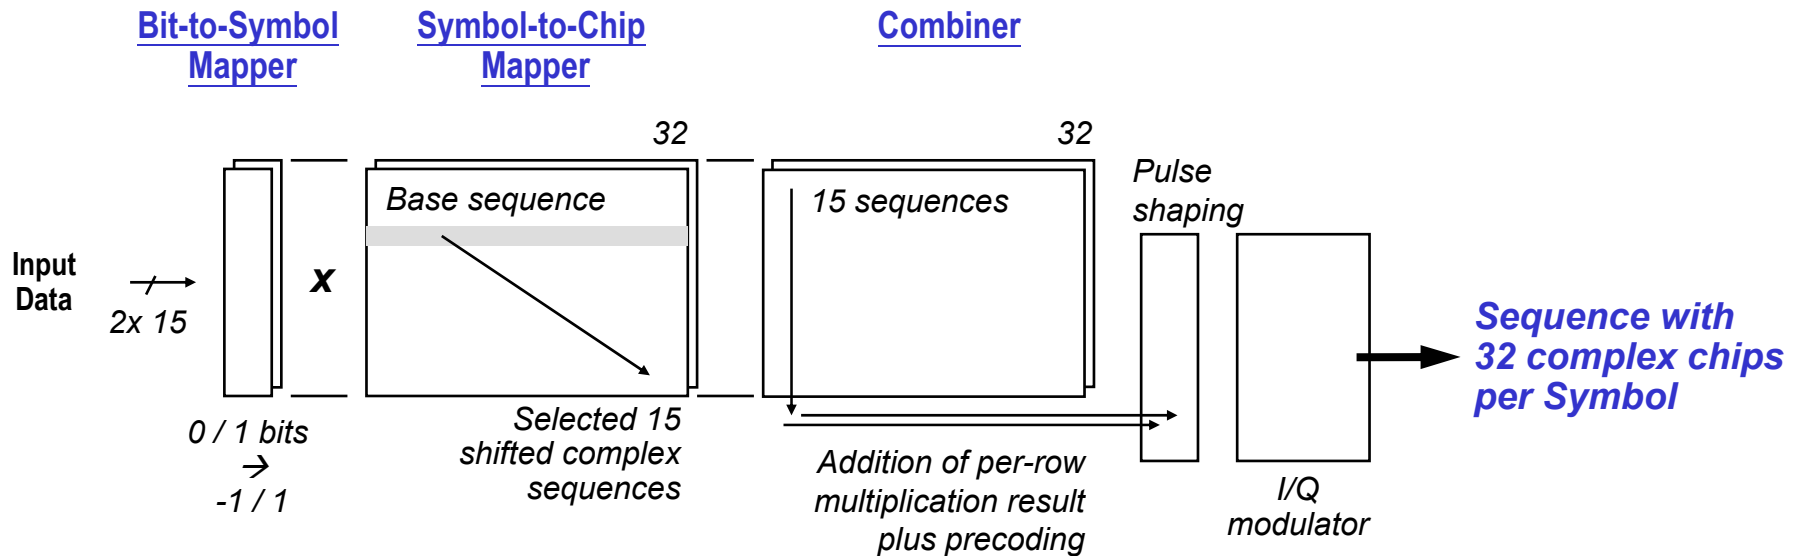 Bit-to-Symbol
Mapper
Symbol-to-Chip
Mapper
Combiner
32
32
Base sequence
15 sequences
Pulse
shaping
Input
Data
2x 15
x
0 / 1 bits
→
-1 / 1
Selected 15
shifted complex
sequences
Addition of per-row
multiplication result
plus precoding
I/Q
modulator
Sequence with
32 complex chips
per Symbol